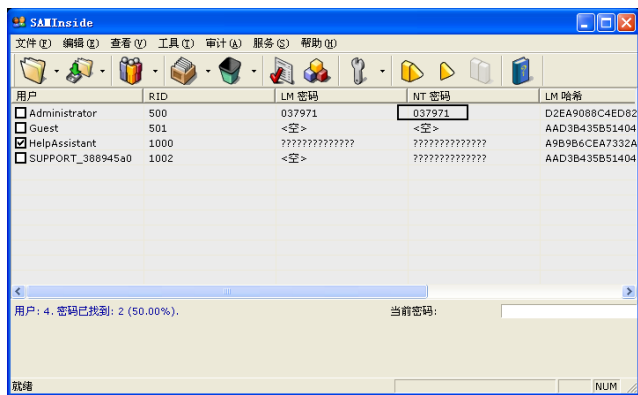 SAMInside
文件(F) 编辑(E) 查看(V) 工具(T) 审计(A) 服务(S) 帮助(H)
用户 RID LM 密码 NT 密码 LM 哈希
Administrator 500 037971 037971 D2EA9088C4ED82
Guest 501 <空> <空> AAD3B435B51404
HelpAssistant 1000 ?????????????? ?????????????? A9B9B6CEA7332A
SUPPORT_388945a0 1002 <空> ?????????????? AAD3B435B51404
用户: 4. 密码已找到: 2 (50.00%). 当前密码:
就绪 NUM